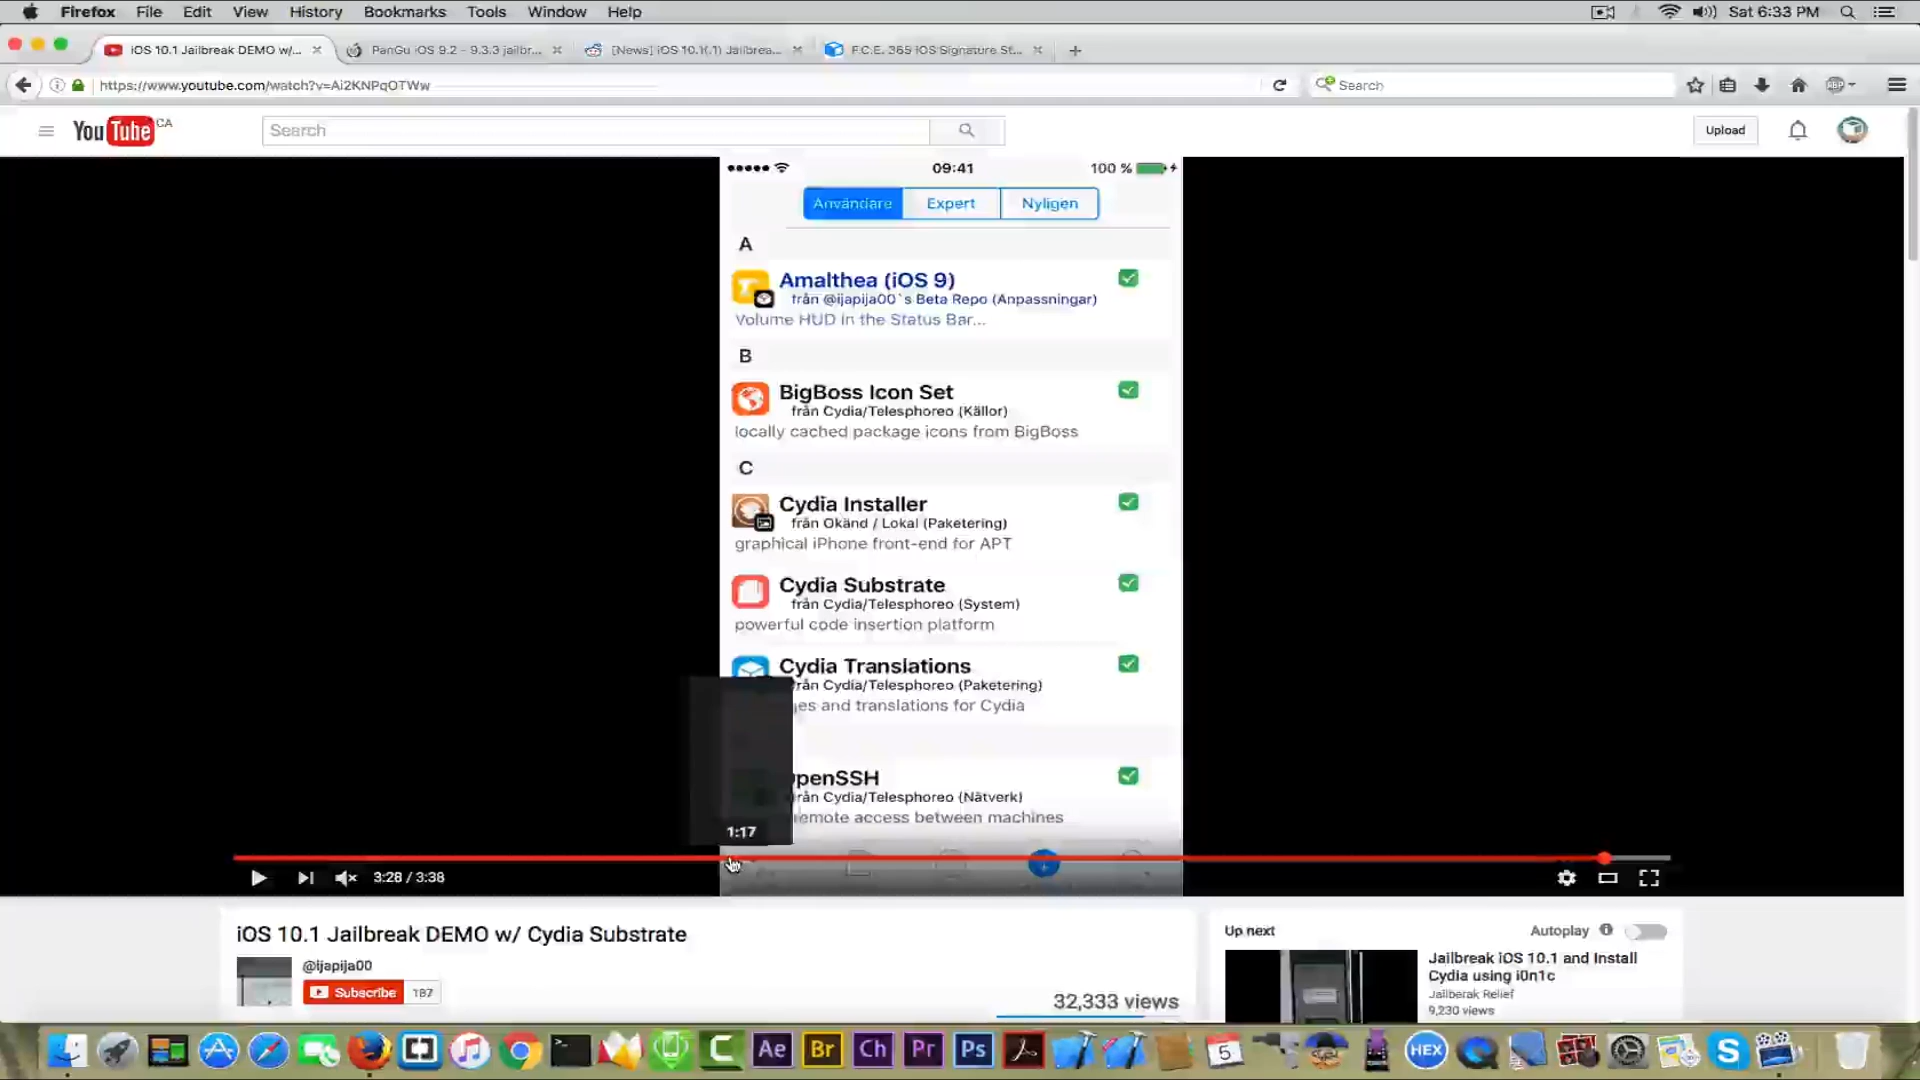 Firefox File Edit View History Bookmarks Tools Window Help Sat 6:33 PM
iOS 10.1 Jailbreak DEMO w/... PanGu iOS 9.2 - 9.3.3 jailbr... [News] iOS 10.1(.1) Jailbrea... F.C.E. 365 iOS Signature St...
https://www.youtube.com/watch?v=Ai2KNPqOTWw Search
YouTube CA Search Upload
09:41 100 %
Användare Expert Nyligen
A
Amalthea (iOS 9)
från @ijapija00`s Beta Repo (Anpassningar)
Volume HUD in the Status Bar...
B
BigBoss Icon Set
från Cydia/Telesphoreo (Källor)
locally cached package icons from BigBoss
C
Cydia Installer
från Okänd / Lokal (Paketering)
graphical iPhone front-end for APT
Cydia Substrate
från Cydia/Telesphoreo (System)
powerful code insertion platform
Cydia Translations
från Cydia/Telesphoreo (Paketering)
es and translations for Cydia
OpenSSH
från Cydia/Telesphoreo (Nätverk)
remote access between machines
1:17
3:28 / 3:38
iOS 10.1 Jailbreak DEMO w/ Cydia Substrate
@ijapija00
Subscribe 187
32,333 views
Up next Autoplay
Jailbreak iOS 10.1 and Install
Cydia using i0n1c
Jailberak Relief
9,230 views
Ae Br Ch Pr Ps 5 HEX